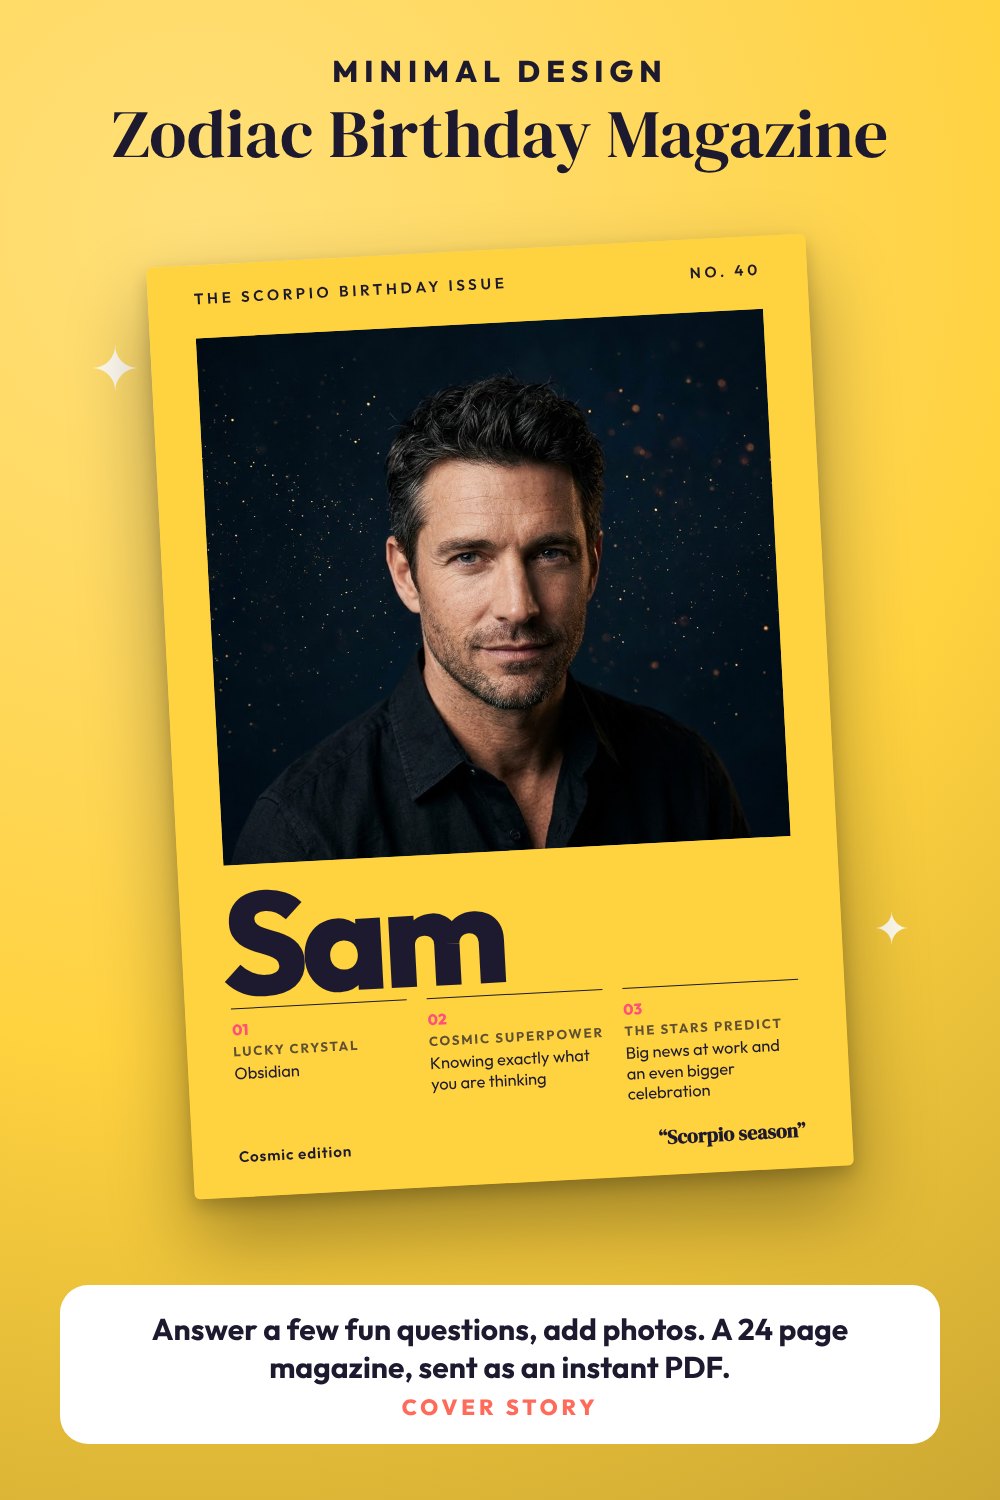 MINIMAL DESIGN
Zodiac Birthday Magazine
THE SCORPIO BIRTHDAY ISSUE
NO. 40
Sam
01
LUCKY CRYSTAL
Obsidian
02
COSMIC SUPERPOWER
Knowing exactly what
you are thinking
03
THE STARS PREDICT
Big news at work and
an even bigger
celebration
Cosmic edition
“Scorpio season”
Answer a few fun questions, add photos. A 24 page
magazine, sent as an instant PDF.
COVER STORY